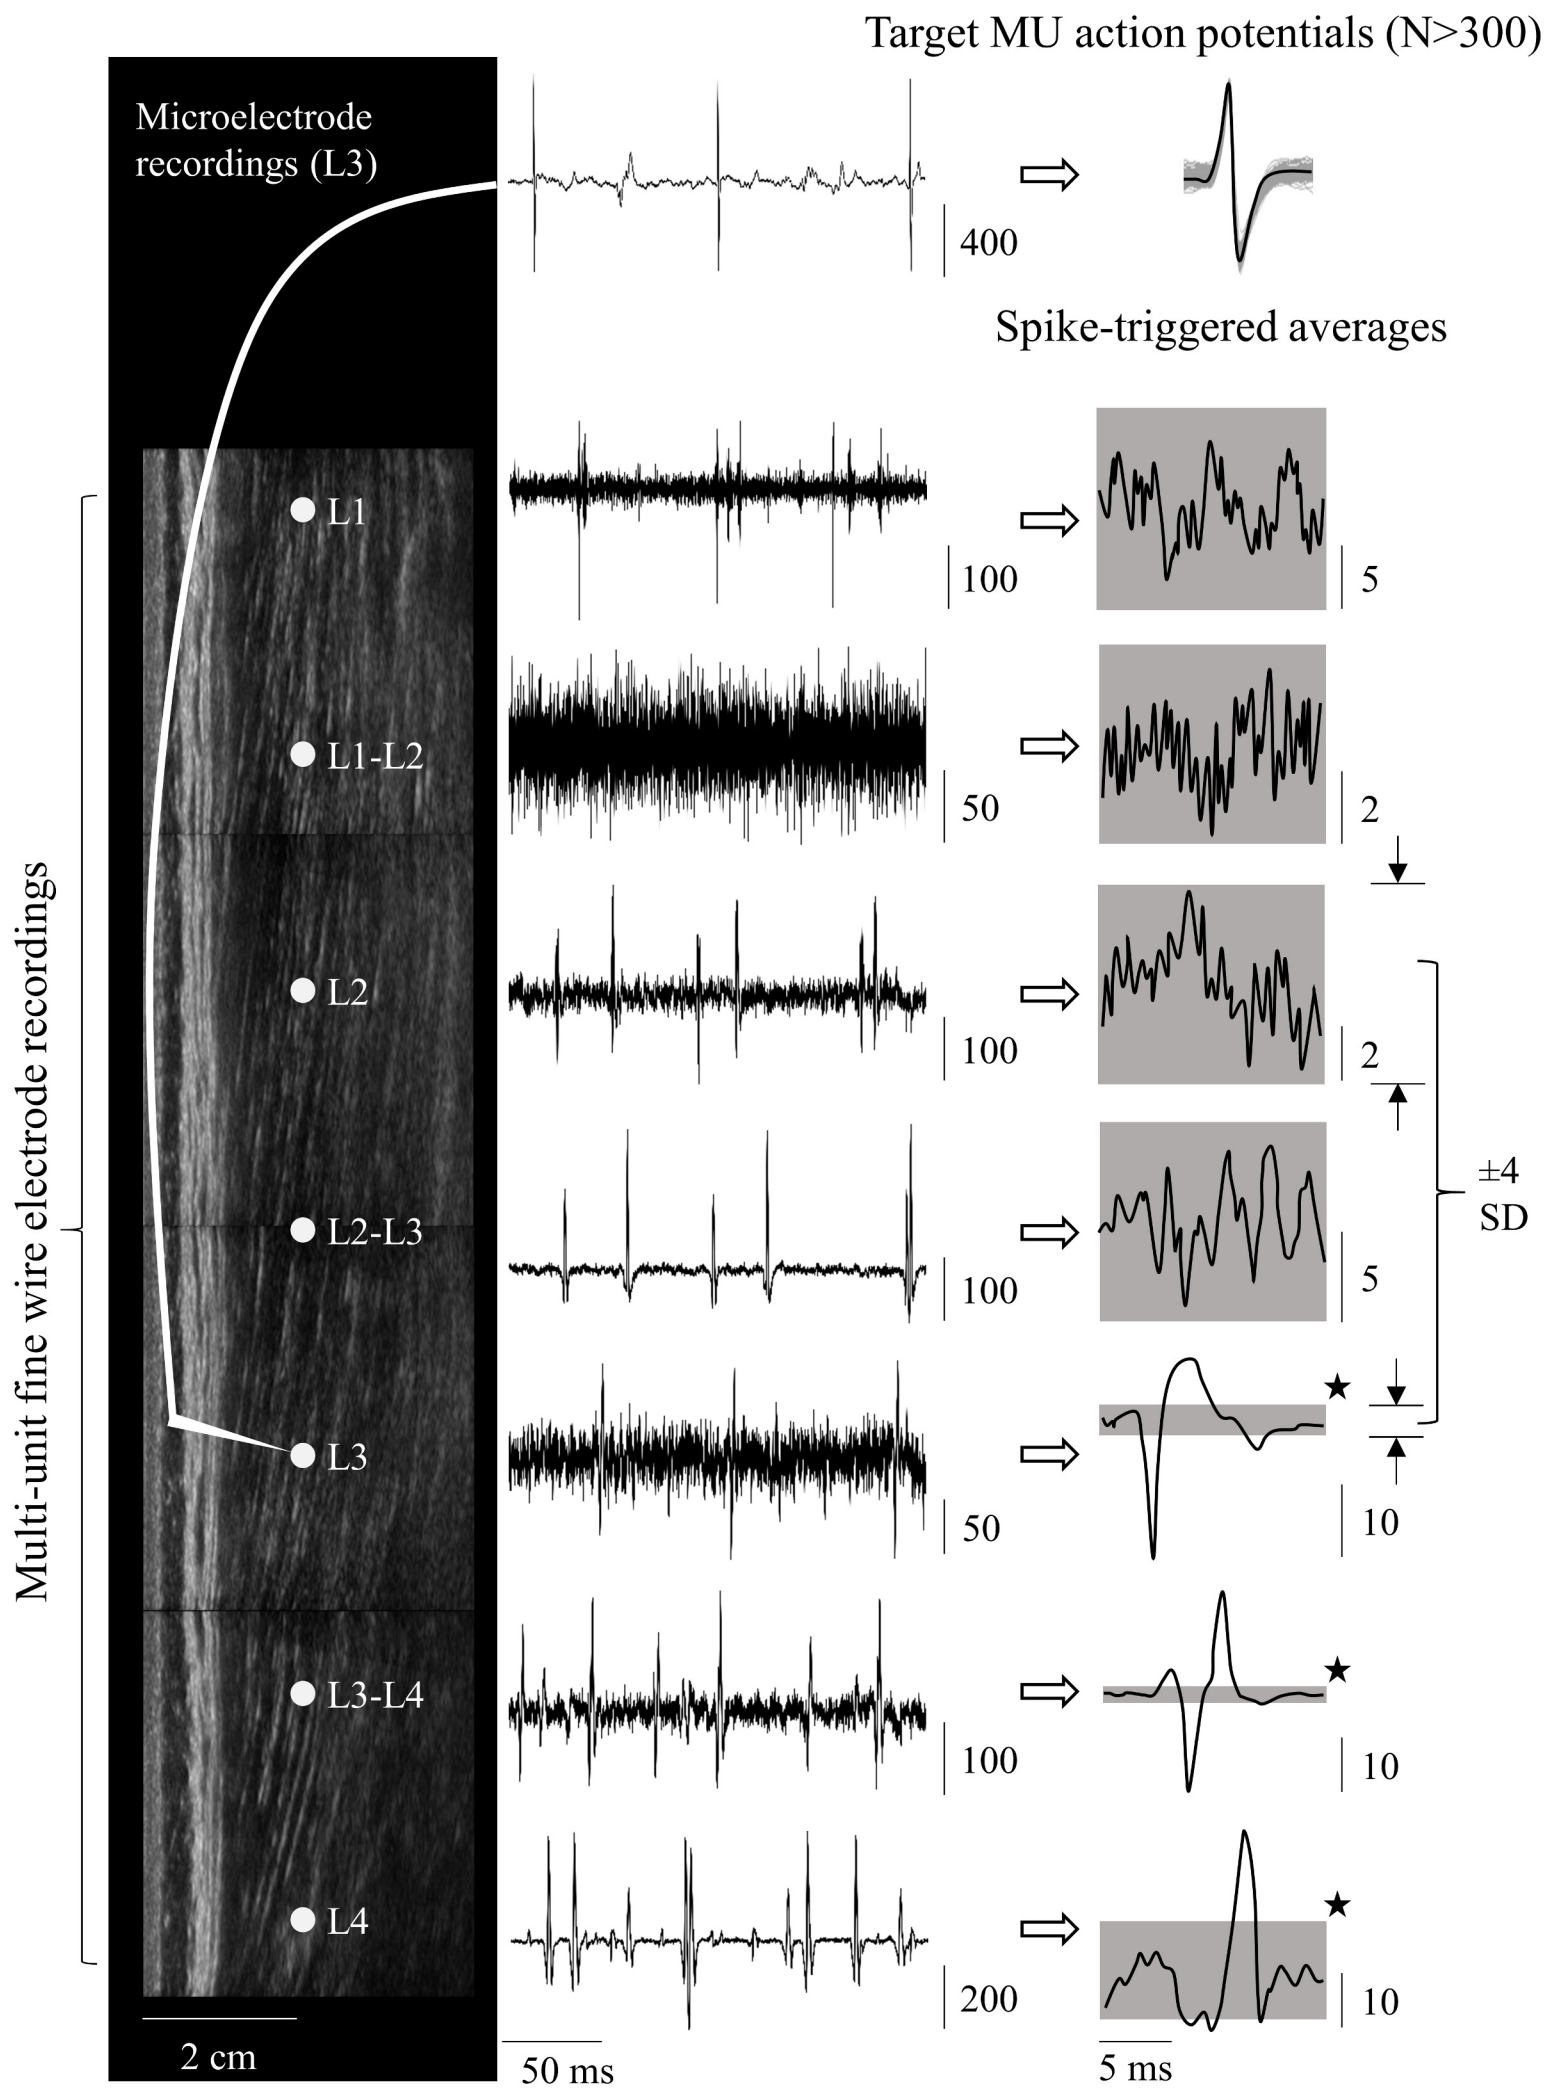 Target MU action potentials (N>300)
Microelectrode
recordings (L3)
400
Spike-triggered averages
Multi-unit fine wire electrode recordings
L1
100
5
L1-L2
50
2
L2
100
2
L2-L3
100
5
±4
SD
L3
50
10
L3-L4
100
10
L4
200
10
2 cm
50 ms
5 ms